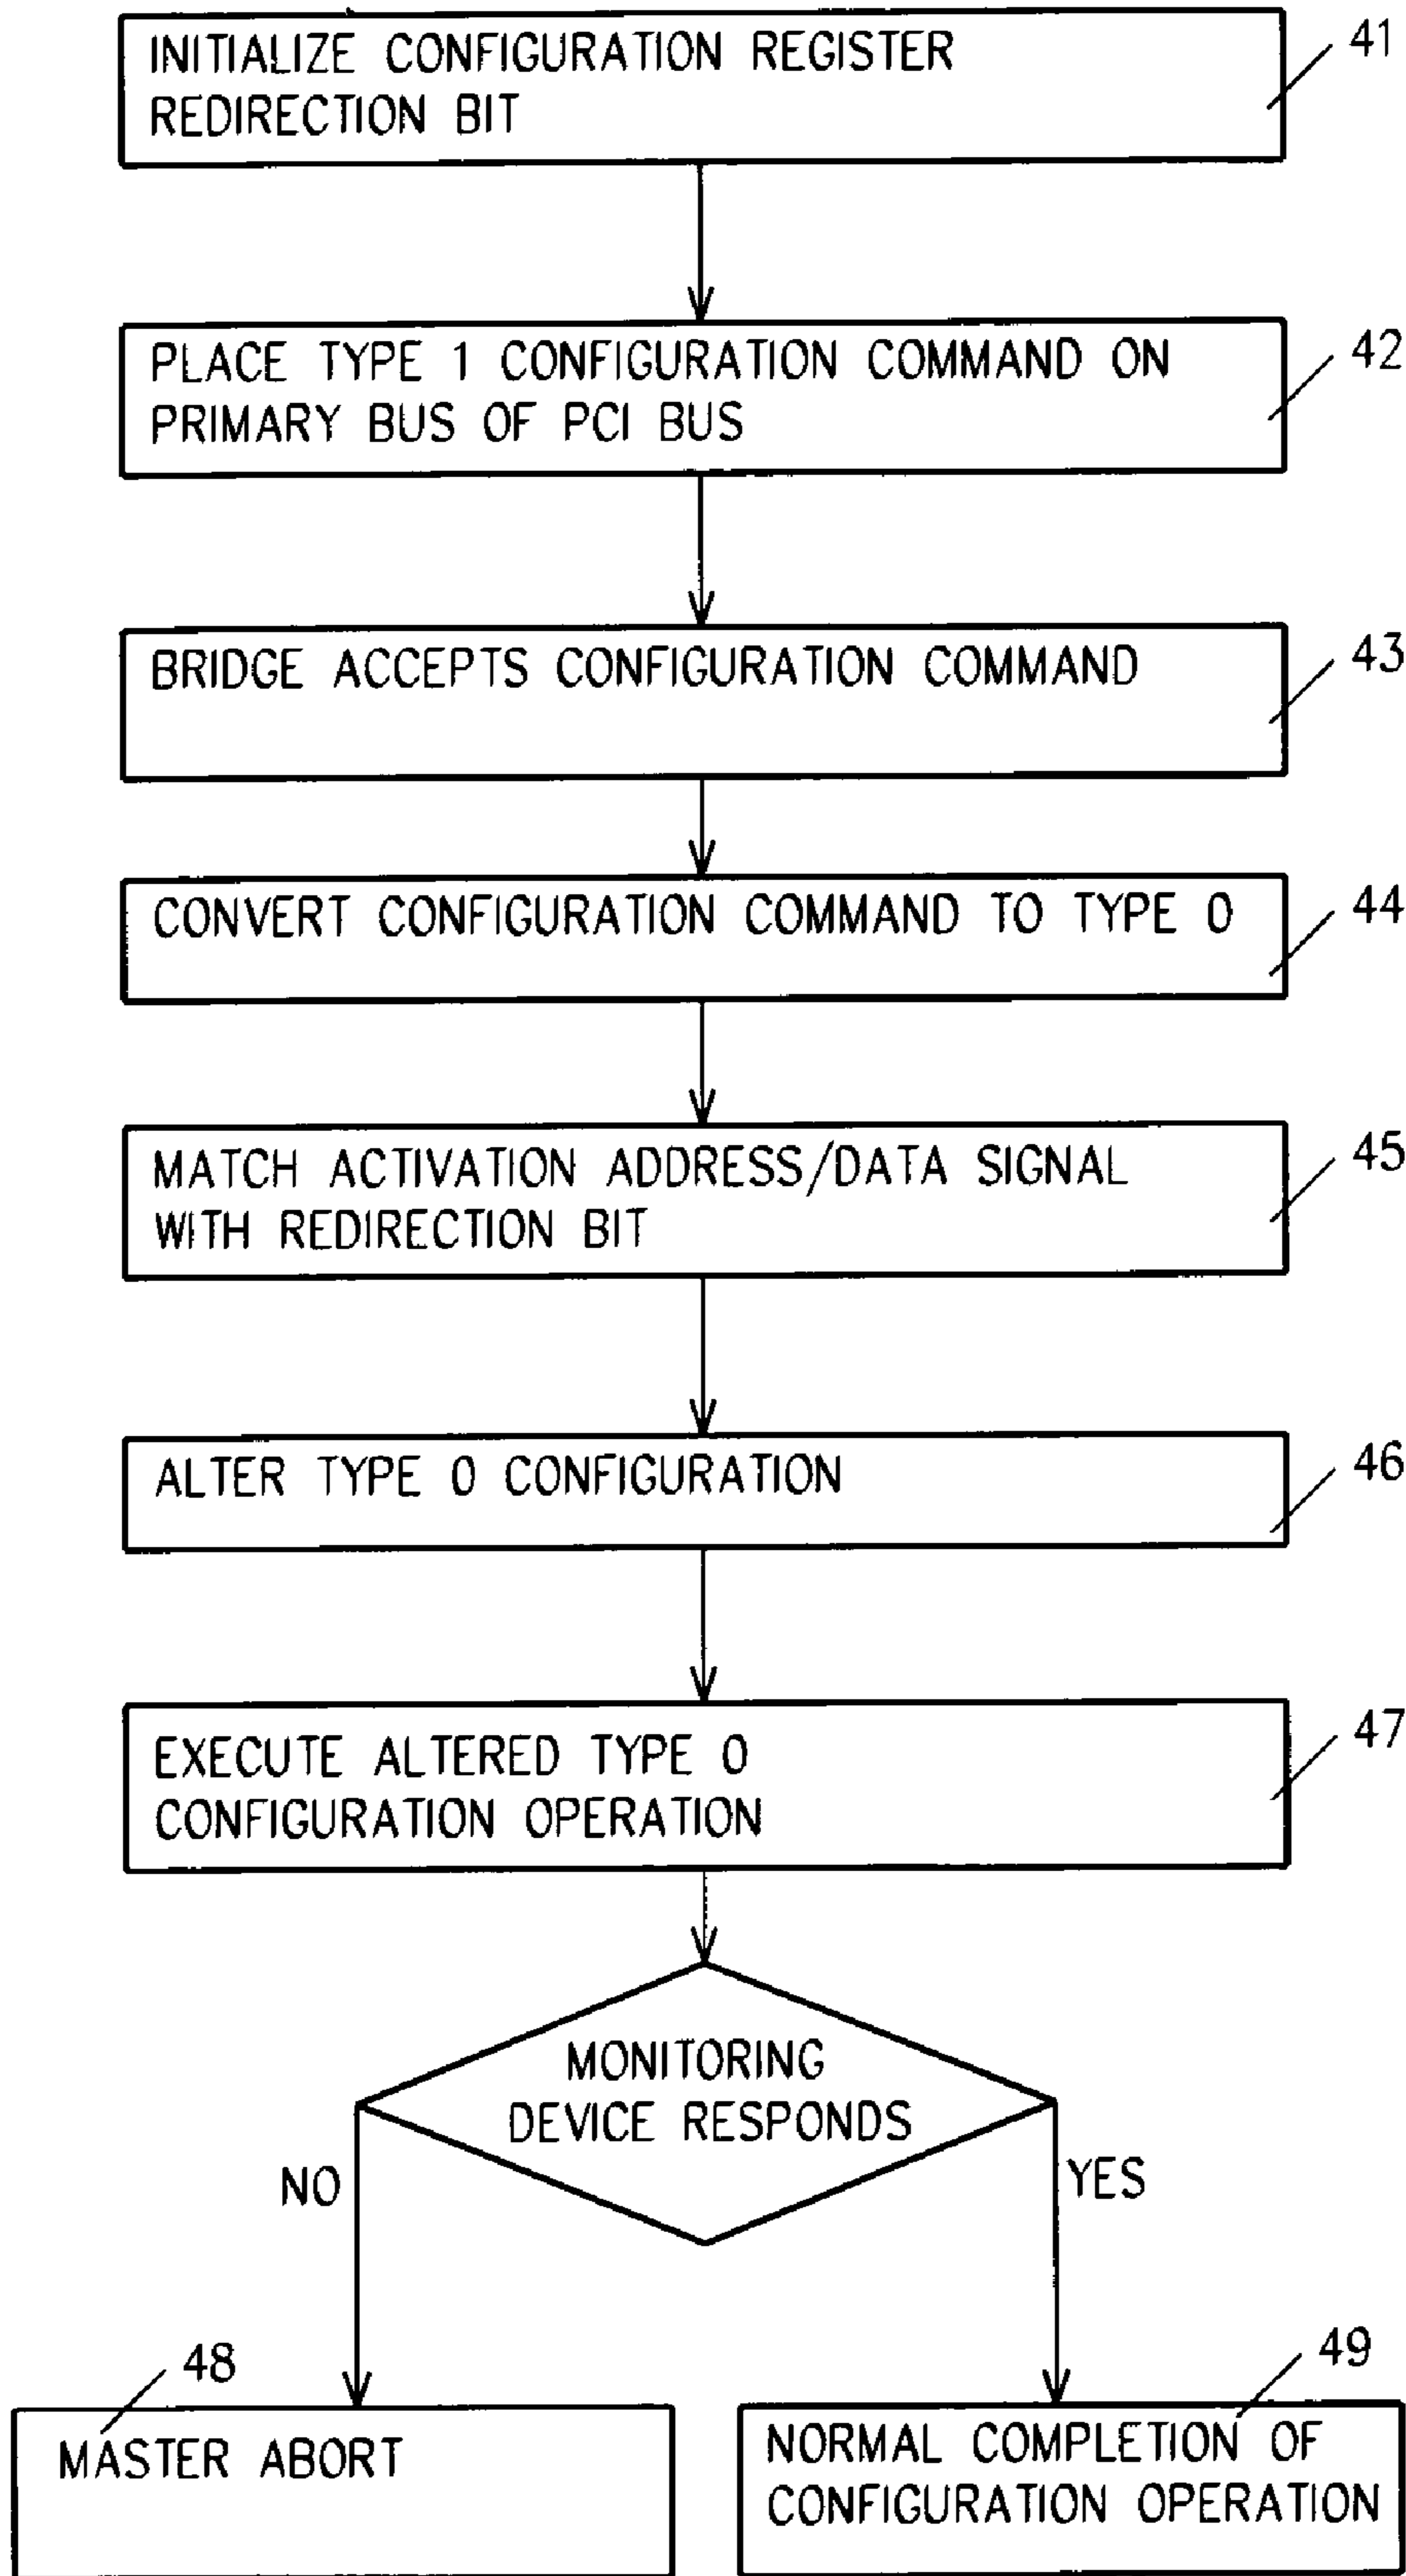 INITIALIZE CONFIGURATION REGISTER
REDIRECTION BIT
41
PLACE TYPE 1 CONFIGURATION COMMAND ON
PRIMARY BUS OF PCI BUS
42
BRIDGE ACCEPTS CONFIGURATION COMMAND
43
CONVERT CONFIGURATION COMMAND TO TYPE 0
44
MATCH ACTIVATION ADDRESS/DATA SIGNAL
WITH REDIRECTION BIT
45
ALTER TYPE 0 CONFIGURATION
46
EXECUTE ALTERED TYPE 0
CONFIGURATION OPERATION
47
MONITORING
DEVICE RESPONDS
NO
YES
48
MASTER ABORT
49
NORMAL COMPLETION OF
CONFIGURATION OPERATION